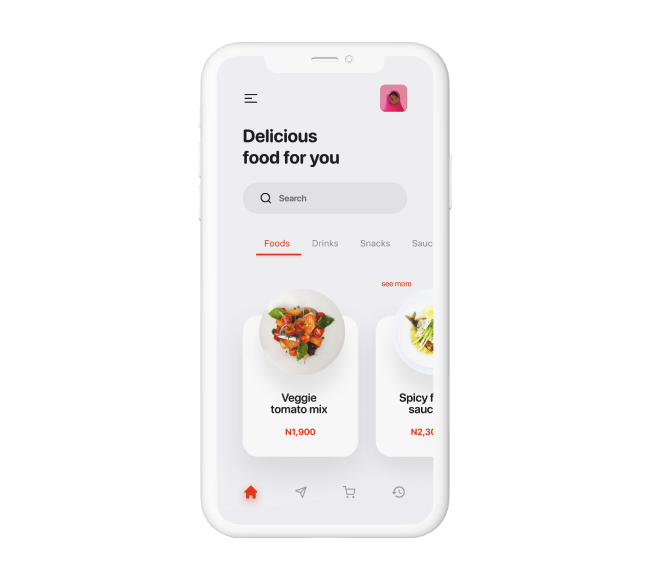 Delicious
food for you
Search
Foods Drinks Snacks Sauc
see more
Veggie
tomato mix
N1,900
Spicy f
sauc
N2,30